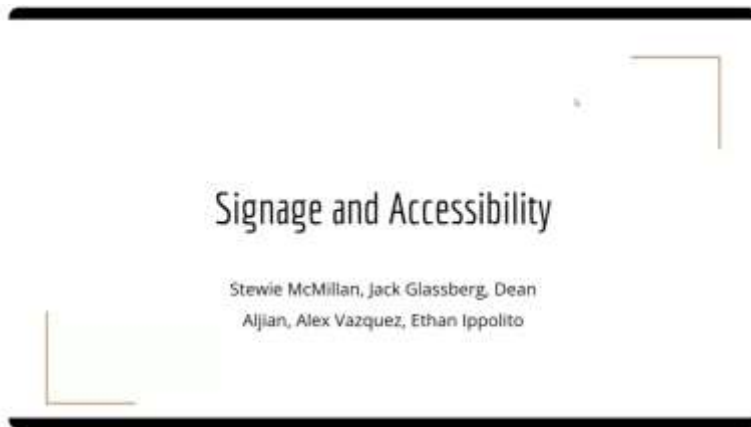 Signage and Accessibility
Stewie McMillan, Jack Glassberg, Dean
Aljian, Alex Vazquez, Ethan Ippolito